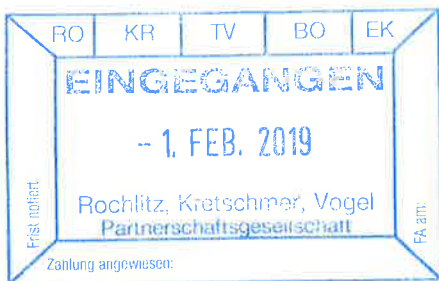 RO KR TV BO EK
EINGEGANGEN
- 1. FEB. 2019
Rochlitz, Kretschmer, Vogel
Partnerschaftsgesellschaft
Frist notiert:
FA am:
Zahlung angewiesen: